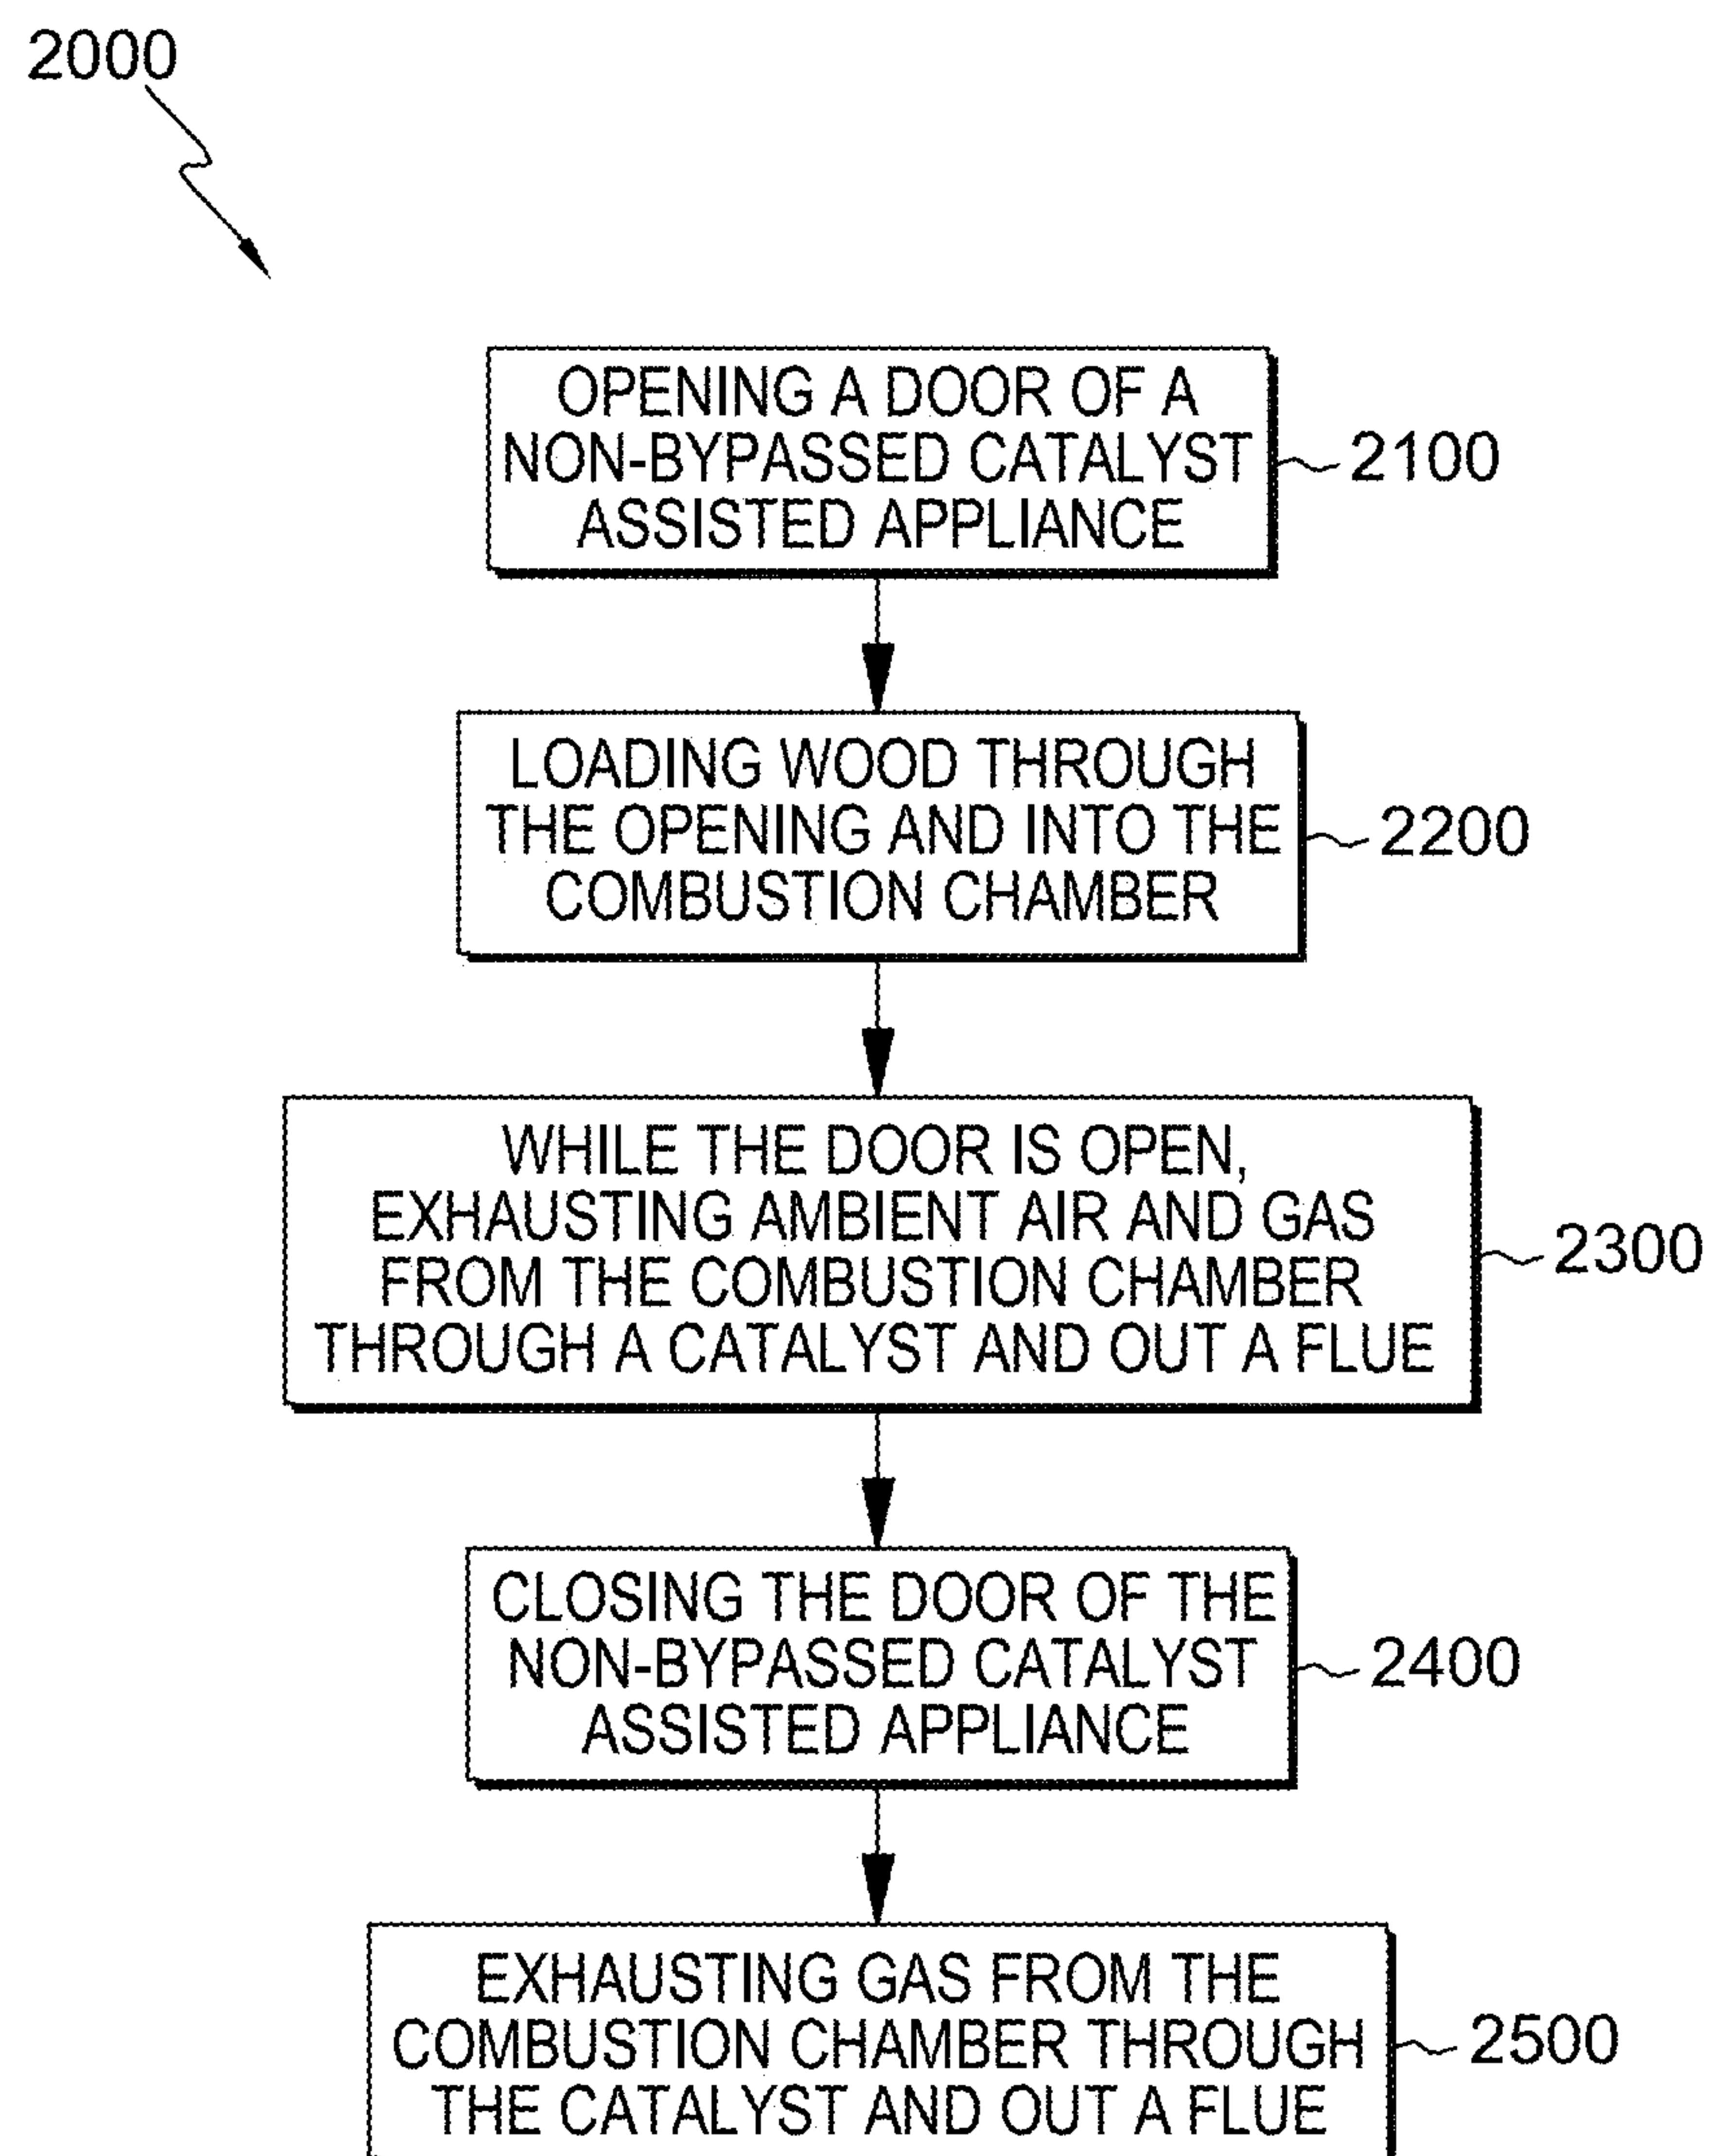 2000
OPENING A DOOR OF A
NON-BYPASSED CATALYST
ASSISTED APPLIANCE
2100
LOADING WOOD THROUGH
THE OPENING AND INTO THE
COMBUSTION CHAMBER
2200
WHILE THE DOOR IS OPEN,
EXHAUSTING AMBIENT AIR AND GAS
FROM THE COMBUSTION CHAMBER
THROUGH A CATALYST AND OUT A FLUE
2300
CLOSING THE DOOR OF THE
NON-BYPASSED CATALYST
ASSISTED APPLIANCE
2400
EXHAUSTING GAS FROM THE
COMBUSTION CHAMBER THROUGH
THE CATALYST AND OUT A FLUE
2500